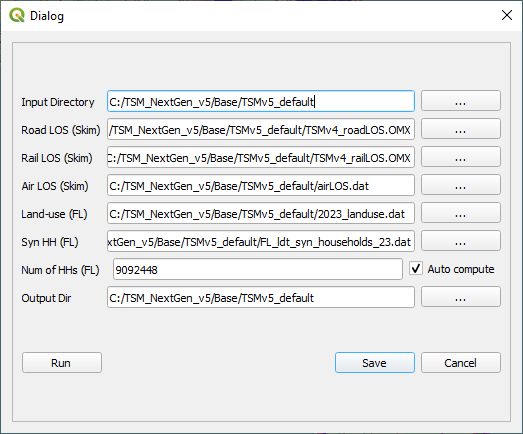 Dialog
Input Directory C:/TSM_NextGen_v5/Base/TSMv5_default ...
Road LOS (Skim) /TSM_NextGen_v5/Base/TSMv5_default/TSMv4_roadLOS.OMX ...
Rail LOS (Skim) C:/TSM_NextGen_v5/Base/TSMv5_default/TSMv4_railLOS.OMX ...
Air LOS (Skim) C:/TSM_NextGen_v5/Base/TSMv5_default/airLOS.dat ...
Land-use (FL) C:/TSM_NextGen_v5/Base/TSMv5_default/2023_landuse.dat ...
Syn HH (FL) xtGen_v5/Base/TSMv5_default/FL_ldt_syn_households_23.dat ...
Num of HHs (FL) 9092448 Auto compute
Output Dir C:/TSM_NextGen_v5/Base/TSMv5_default ...
Run Save Cancel